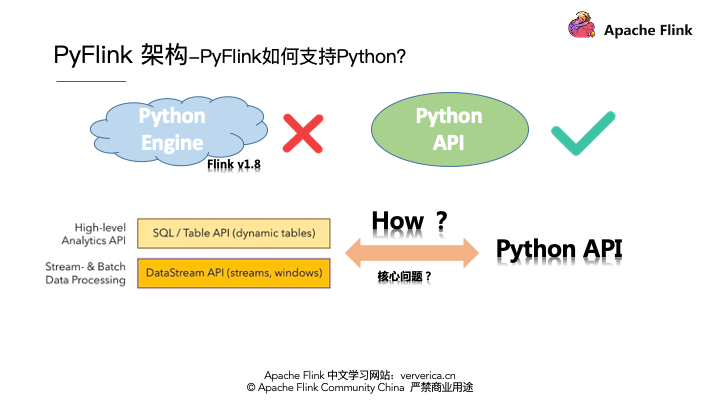 Apache Flink
PyFlink 架构-PyFlink如何支持Python?
Python
Engine
Flink v1.8
Python
API
How ?
High-level
Analytics API
SQL / Table API (dynamic tables)
Python API
Stream- & Batch
Data Processing
DataStream API (streams, windows)
核心问题？
Apache Flink 中文学习网站：ververica.cn
© Apache Flink Community China 严禁商业用途